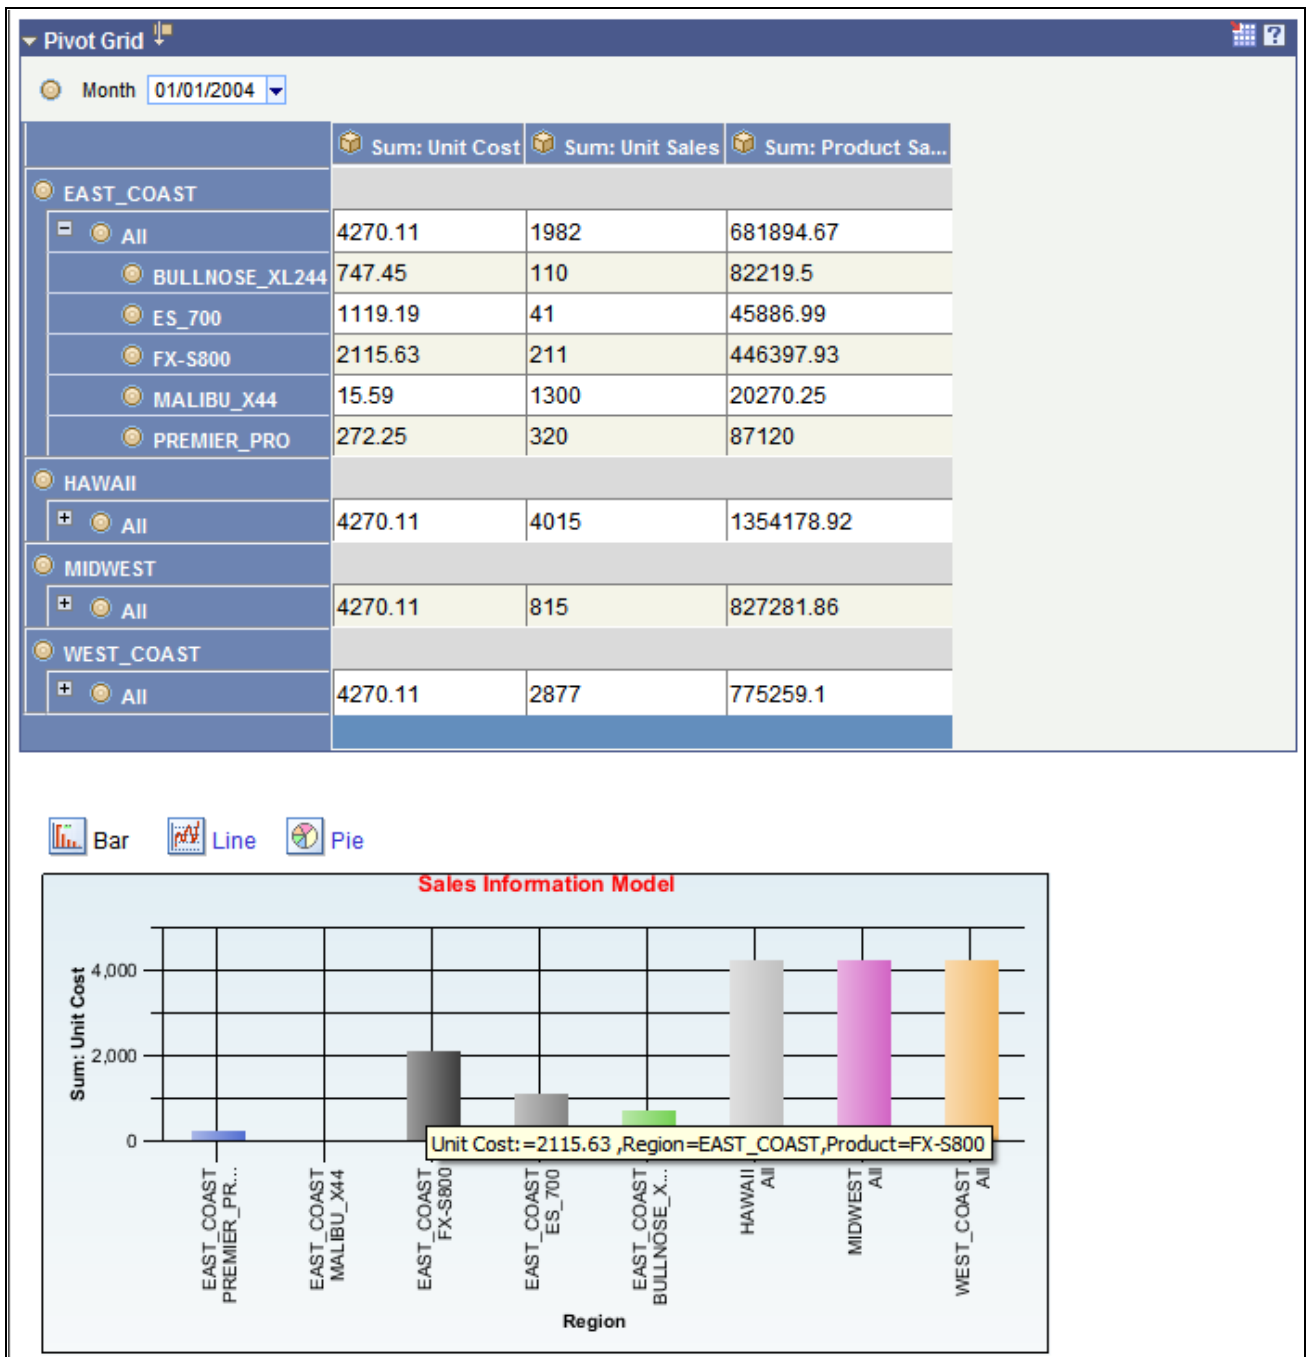 Pivot Grid
Month 01/01/2004
Sum: Unit Cost Sum: Unit Sales Sum: Product Sa...
EAST_COAST
All 4270.11 1982 681894.67
BULLNOSE_XL244 747.45 110 82219.5
ES_700 1119.19 41 45886.99
FX-S800 2115.63 211 446397.93
MALIBU_X44 15.59 1300 20270.25
PREMIER_PRO 272.25 320 87120
HAWAII
All 4270.11 4015 1354178.92
MIDWEST
All 4270.11 815 827281.86
WEST_COAST
All 4270.11 2877 775259.1
Bar Line Pie
Sales Information Model
Sum: Unit Cost
4,000
2,000
0
Unit Cost:=2115.63 ,Region=EAST_COAST,Product=FX-S800
EAST_COAST
PREMIER_PR...
EAST_COAST
MALIBU_X44
EAST_COAST
FX-S800
EAST_COAST
ES_700
EAST_COAST
BULLNOSE_X...
HAWAII
All
MIDWEST
All
WEST_COAST
All
Region